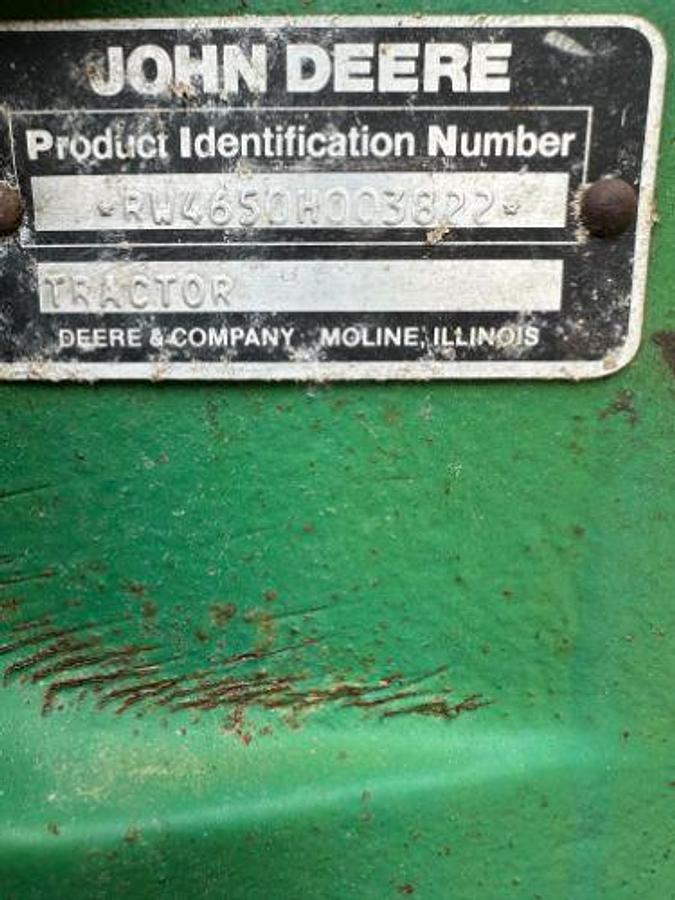 JOHN DEERE
Product Identification Number
*RW4650H003822*
TRACTOR
DEERE & COMPANY MOLINE, ILLINOIS